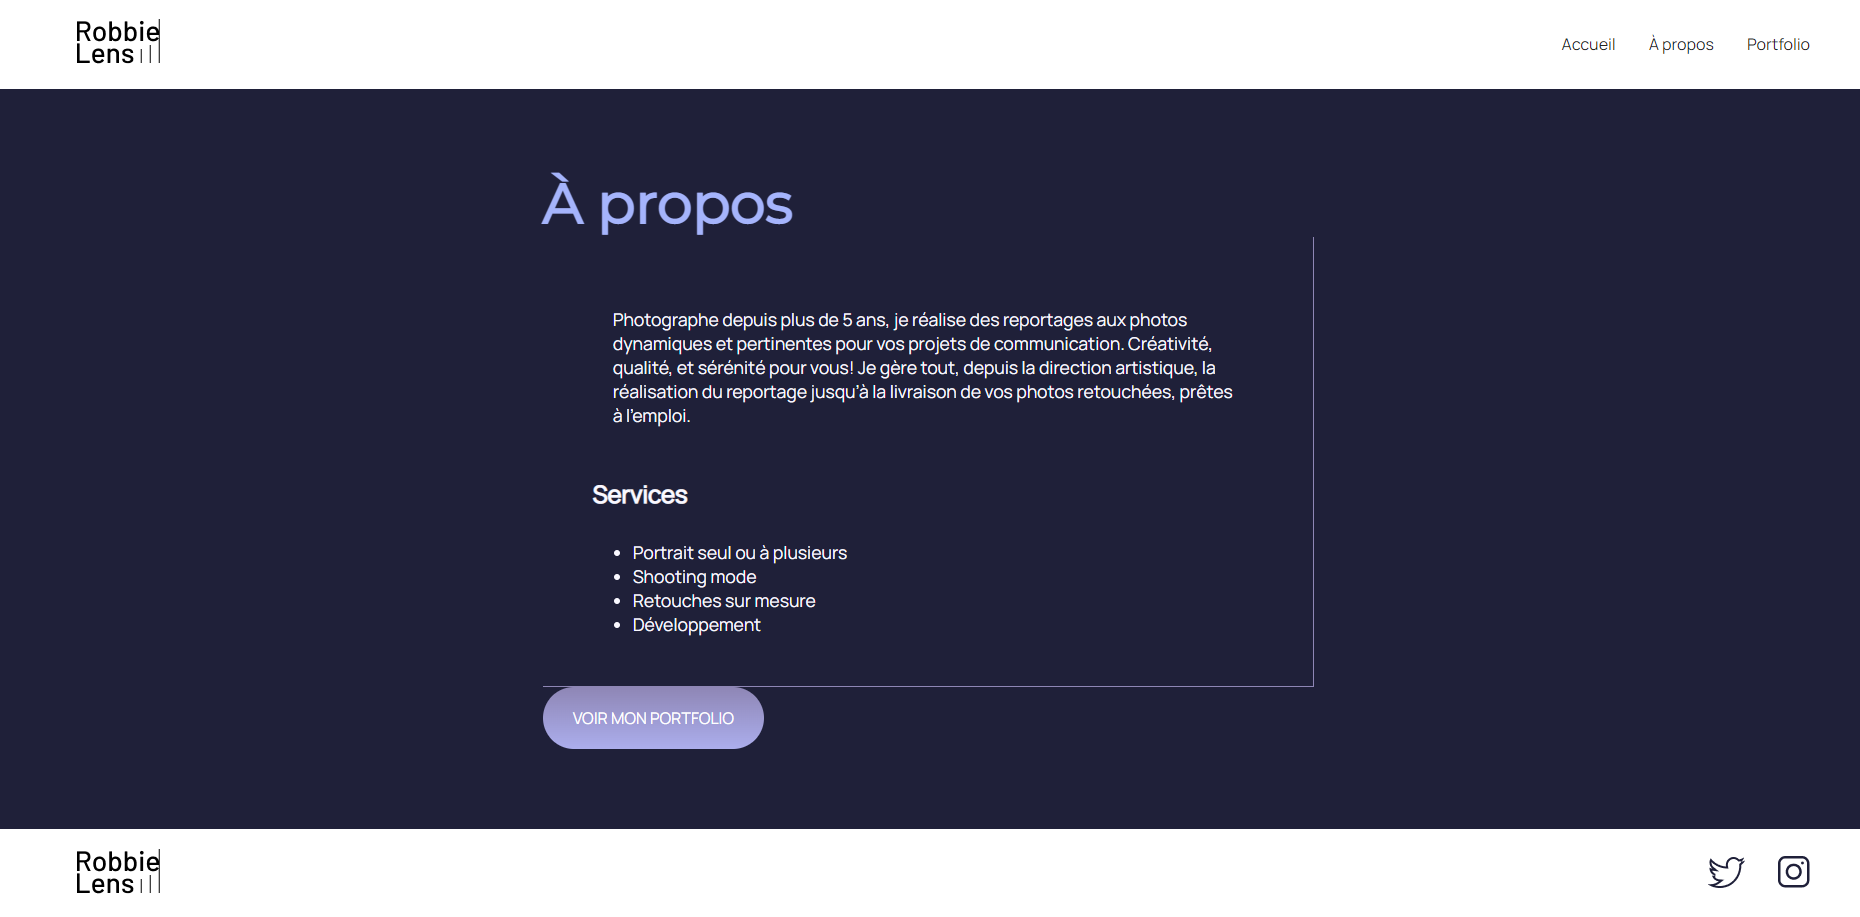 Robbie
Lens
Accueil À propos Portfolio
À propos
Photographe depuis plus de 5 ans, je réalise des reportages aux photos
dynamiques et pertinentes pour vos projets de communication. Créativité,
qualité, et sérénité pour vous! Je gère tout, depuis la direction artistique, la
réalisation du reportage jusqu'à la livraison de vos photos retouchées, prêtes
à l'emploi.
Services
• Portrait seul ou à plusieurs
• Shooting mode
• Retouches sur mesure
• Développement
VOIR MON PORTFOLIO
Robbie
Lens